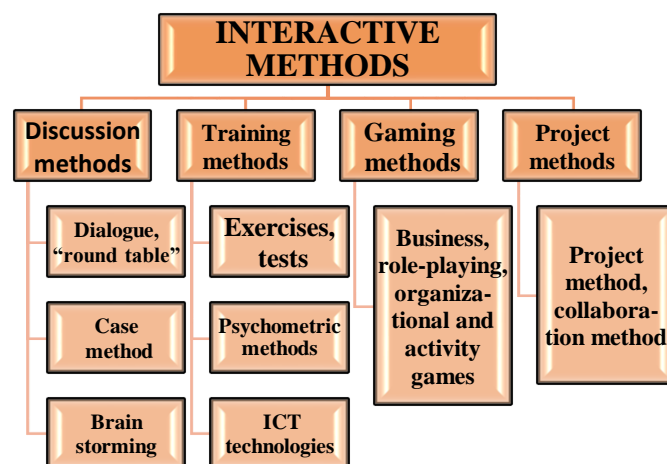 INTERACTIVE
METHODS
Discussion
methods
Training
methods
Gaming
methods
Project
methods
Dialogue,
“round table”
Case
method
Brain
storming
Exercises,
tests
Psychometric
methods
ICT
technologies
Business,
role-playing,
organiza-
tional and
activity
games
Project
method,
collabora-
tion method